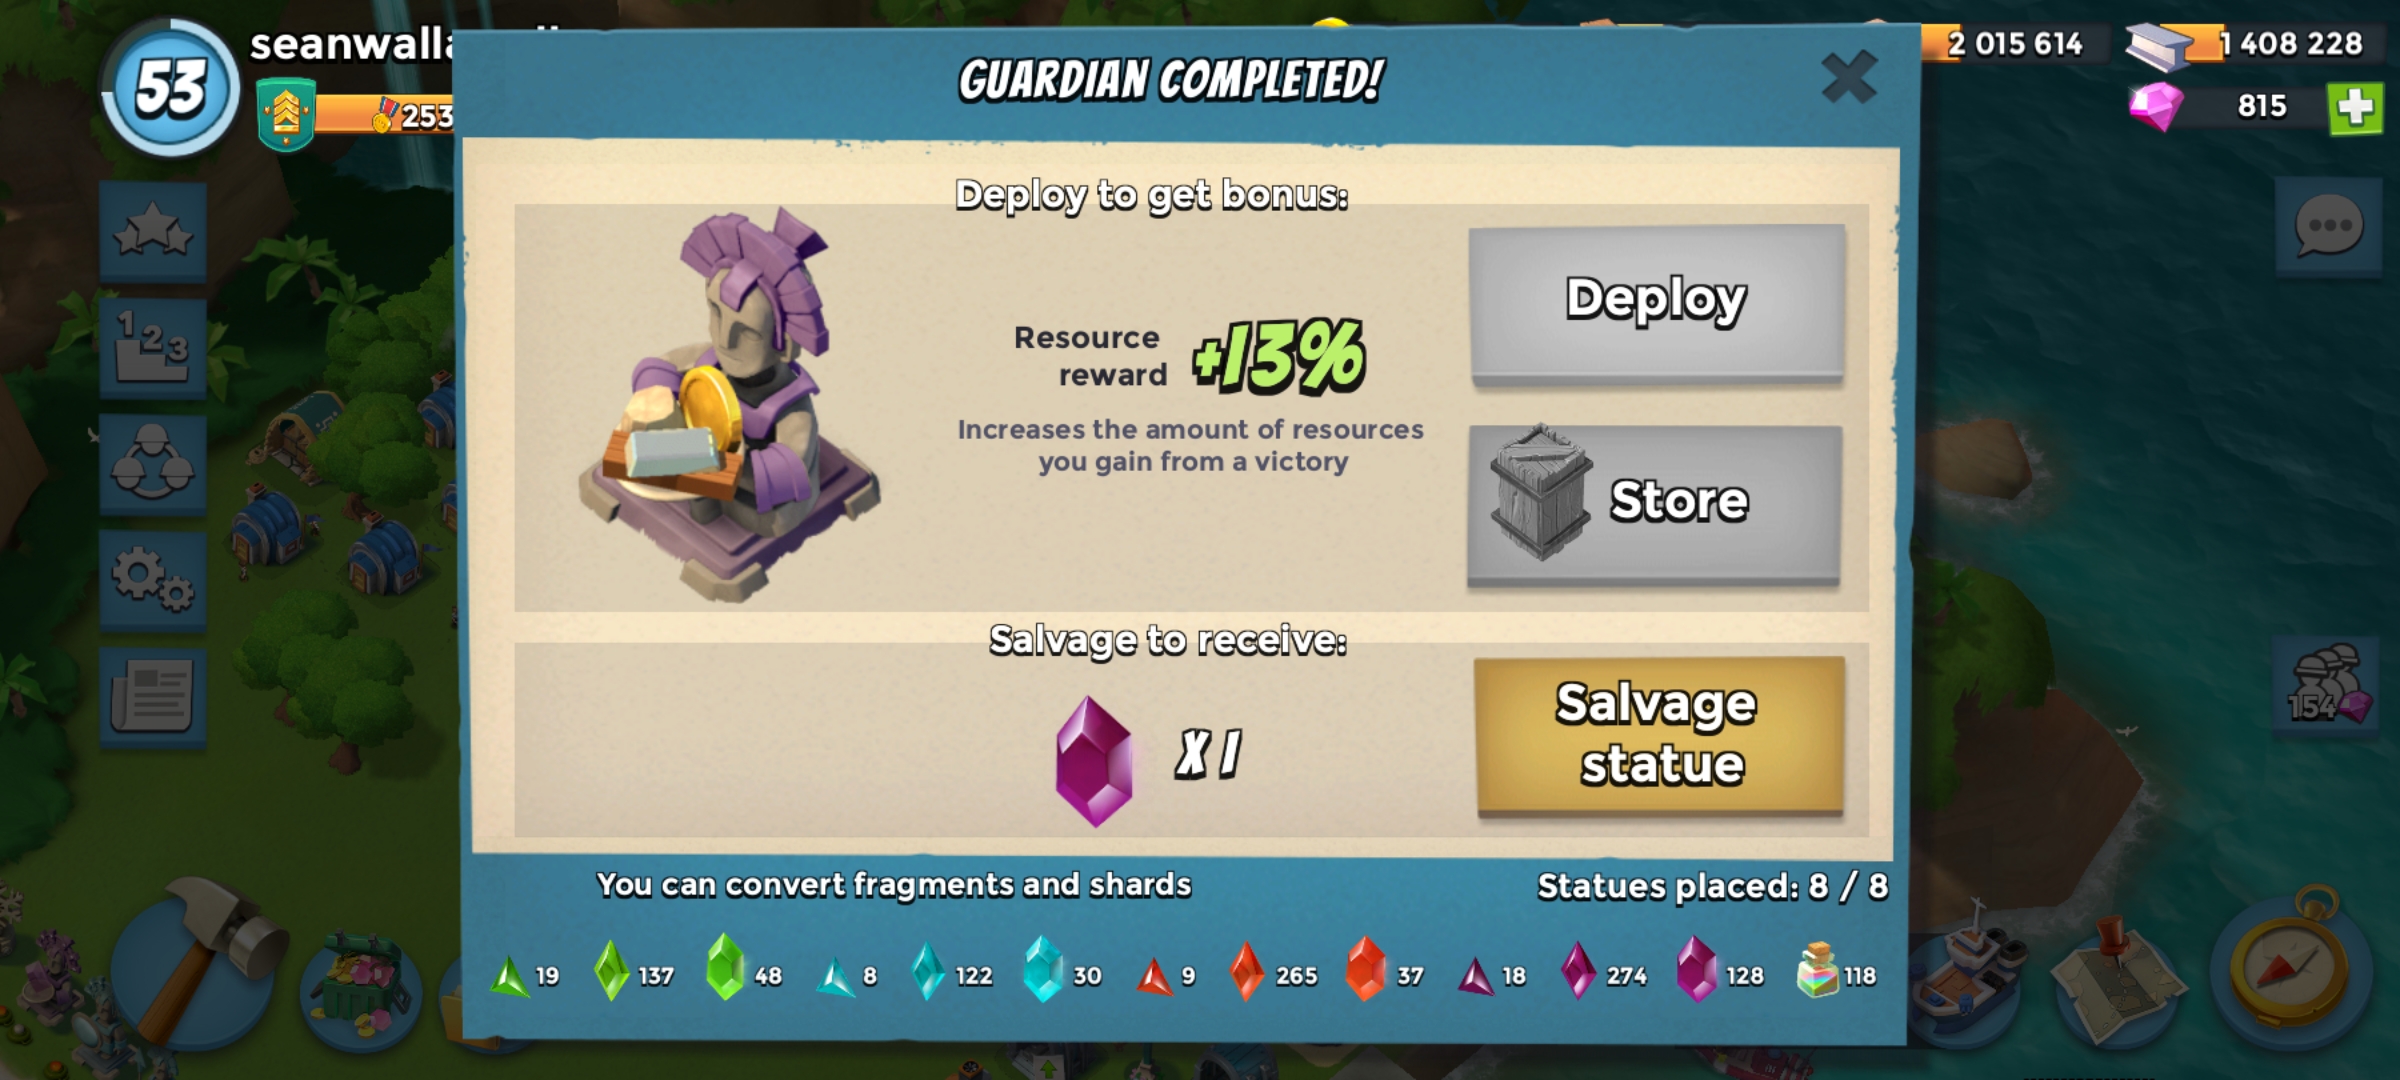 53
253
2 015 614
1 408 228
815
GUARDIAN COMPLETED!
Deploy to get bonus:
Resource
reward
+13%
Increases the amount of resources
you gain from a victory
Deploy
Store
Salvage to receive:
X 1
Salvage
statue
1 2 3
154
You can convert fragments and shards
Statues placed: 8 / 8
19 137 48 8 122 30 9 265 37 18 274 128 118